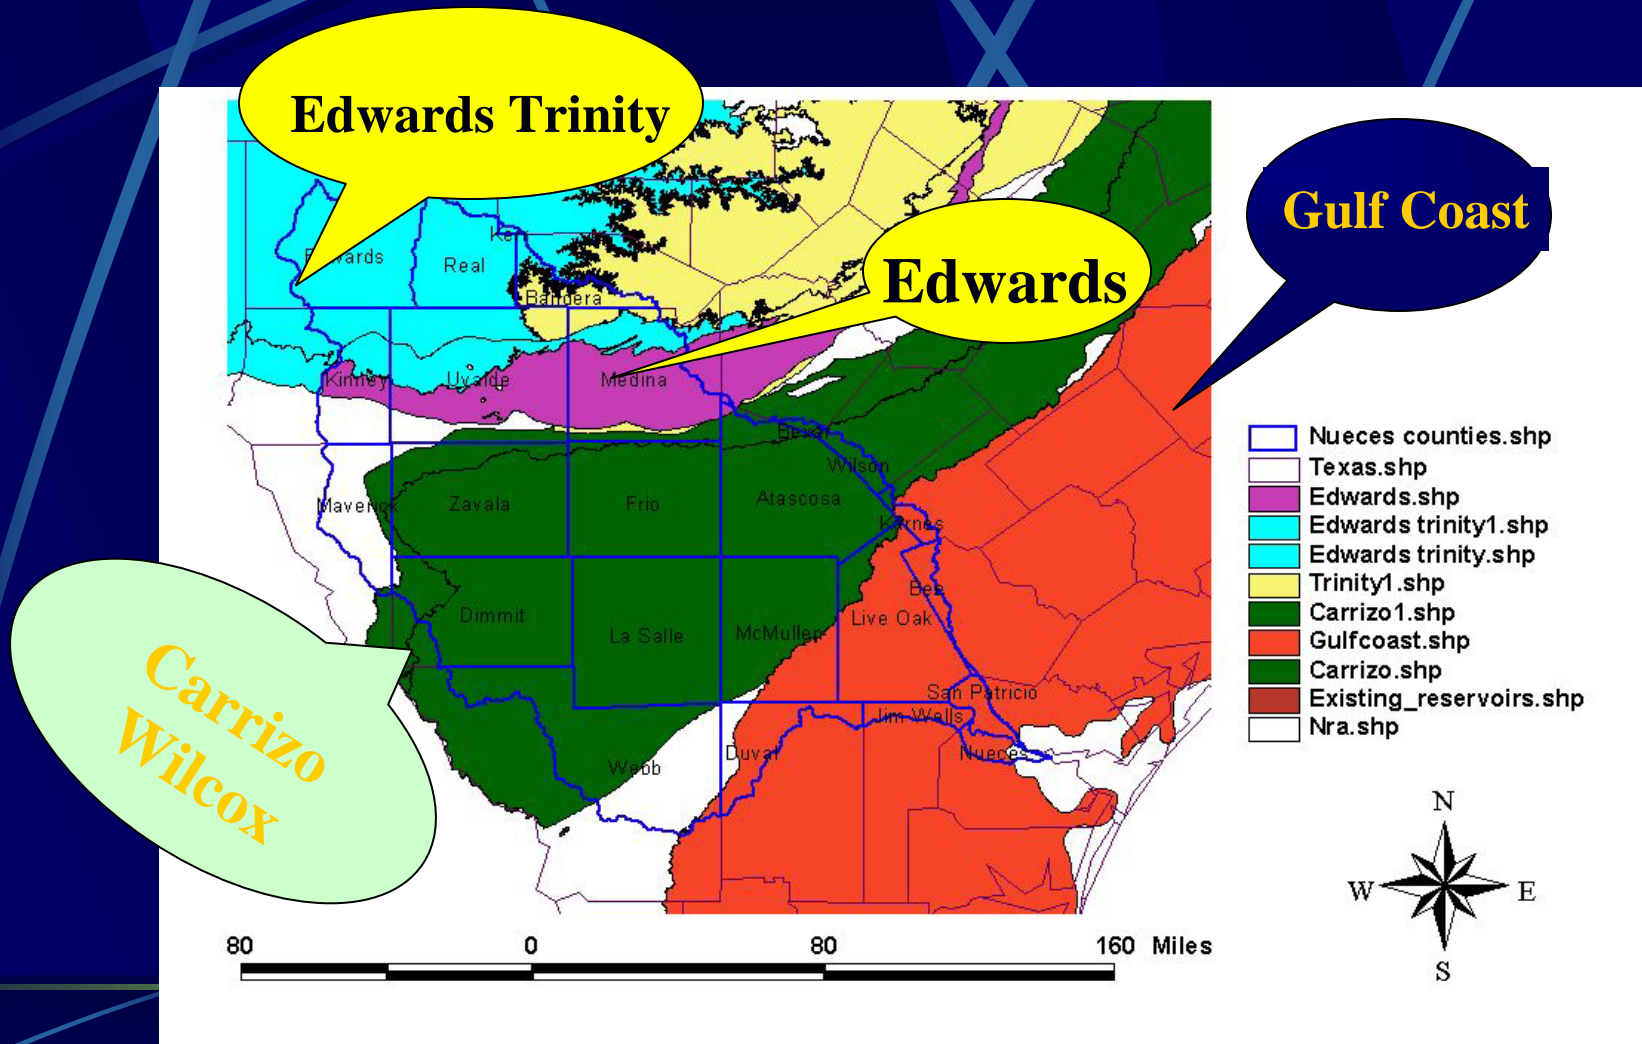 Edwards Trinity
Gulf Coast
Edwards
Real
Bandera
Kinney
Uvalde
Medina
Bexar
Wilson
Maverick
Zavala
Frio
Atascosa
Karnes
Bee
Dimmit
La Salle
McMullen
Live Oak
San Patricio
Jim Wells
Webb
Duval
Nueces
Carrizo
Wilcox
Nueces counties.shp
Texas.shp
Edwards.shp
Edwards trinity1.shp
Edwards trinity.shp
Trinity1.shp
Carrizo1.shp
Gulfcoast.shp
Carrizo.shp
Existing_reservoirs.shp
Nra.shp
N
W E
S
80 0 80 160 Miles